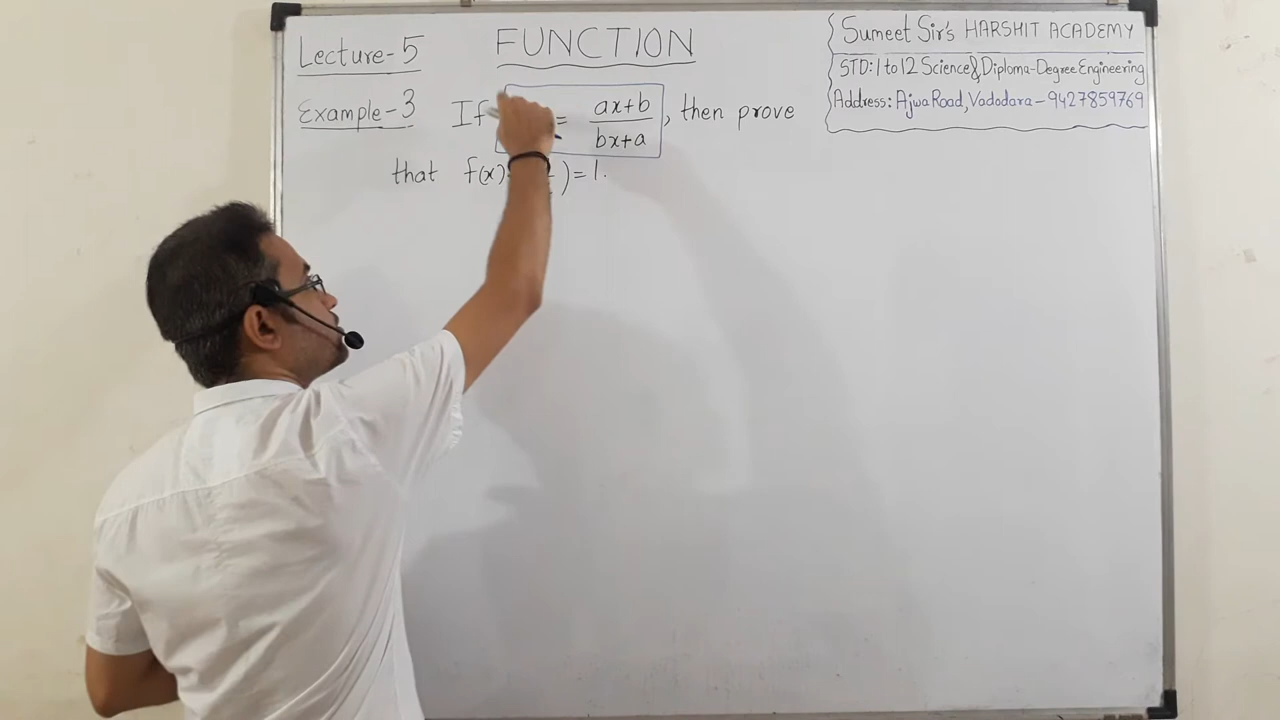 Lecture-5
FUNCTION
Sumeet Sir's HARSHIT ACADEMY
STD: 1 to 12 Science & Diploma-Degree Engineering
Address: Ajwa Road, Vadodara - 9427859769
Example-3 If = ax+b / bx+a , then prove
that f(x) ) = 1.